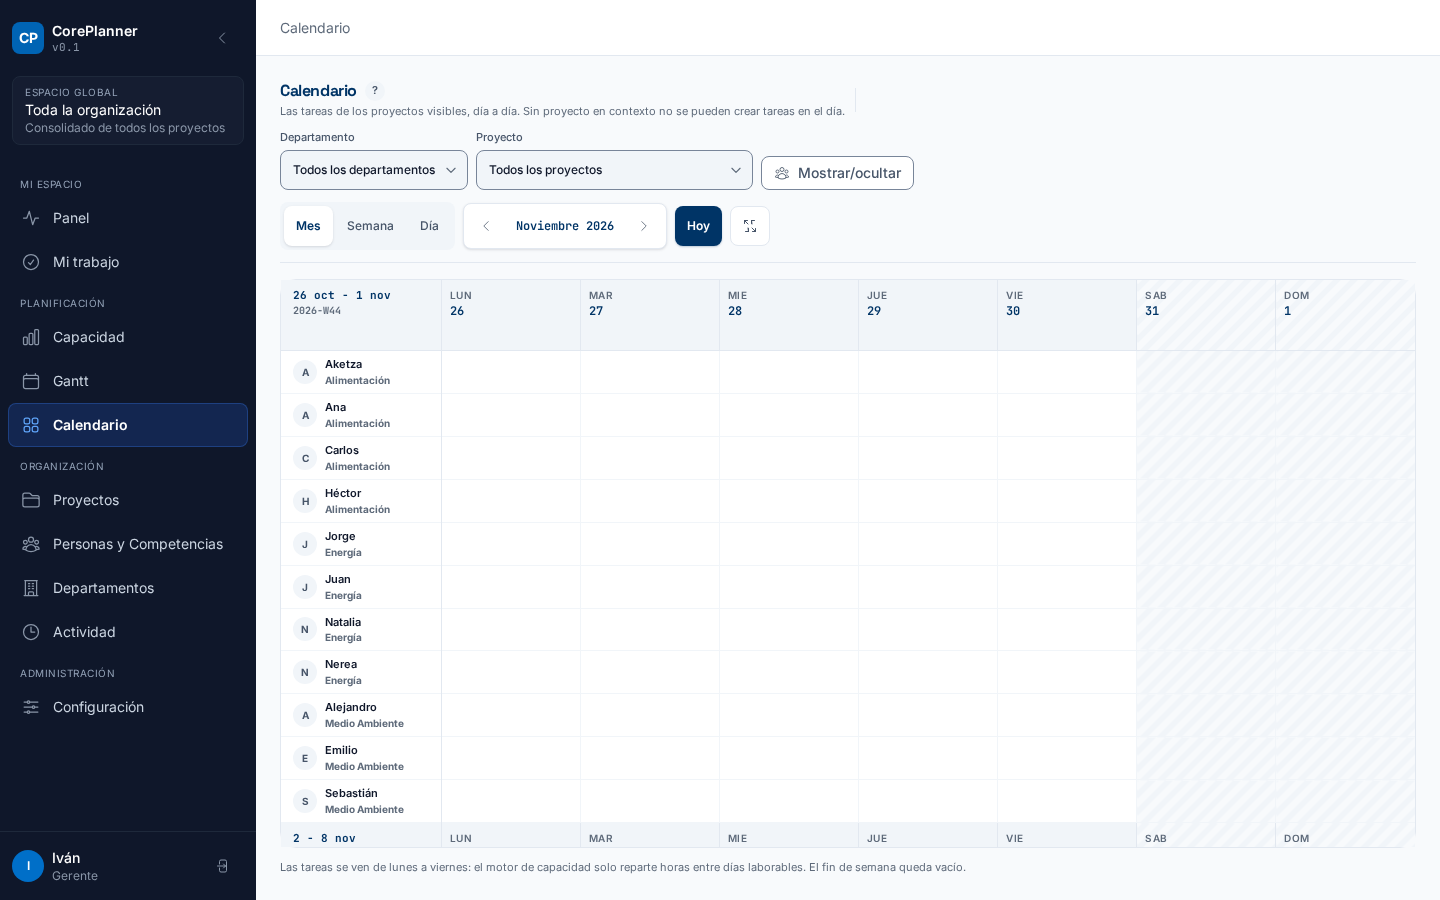 CP
CorePlanner
v0.1
ESPACIO GLOBAL
Toda la organización
Consolidado de todos los proyectos
MI ESPACIO
Panel
Mi trabajo
PLANIFICACIÓN
Capacidad
Gantt
Calendario
ORGANIZACIÓN
Proyectos
Personas y Competencias
Departamentos
Actividad
ADMINISTRACIÓN
Configuración
I
Iván
Gerente
Calendario
Calendario ?
Las tareas de los proyectos visibles, día a día. Sin proyecto en contexto no se pueden crear tareas en el día.
Departamento Proyecto
Todos los departamentos Todos los proyectos Mostrar/ocultar
Mes Semana Día Noviembre 2026 Hoy
26 oct - 1 nov LUN MAR MIE JUE VIE SAB DOM
2026-W44 26 27 28 29 30 31 1
A Aketza
Alimentación
A Ana
Alimentación
C Carlos
Alimentación
H Héctor
Alimentación
J Jorge
Energía
J Juan
Energía
N Natalia
Energía
N Nerea
Energía
A Alejandro
Medio Ambiente
E Emilio
Medio Ambiente
S Sebastián
Medio Ambiente
2 - 8 nov LUN MAR MIE JUE VIE SAB DOM
Las tareas se ven de lunes a viernes: el motor de capacidad solo reparte horas entre días laborables. El fin de semana queda vacío.